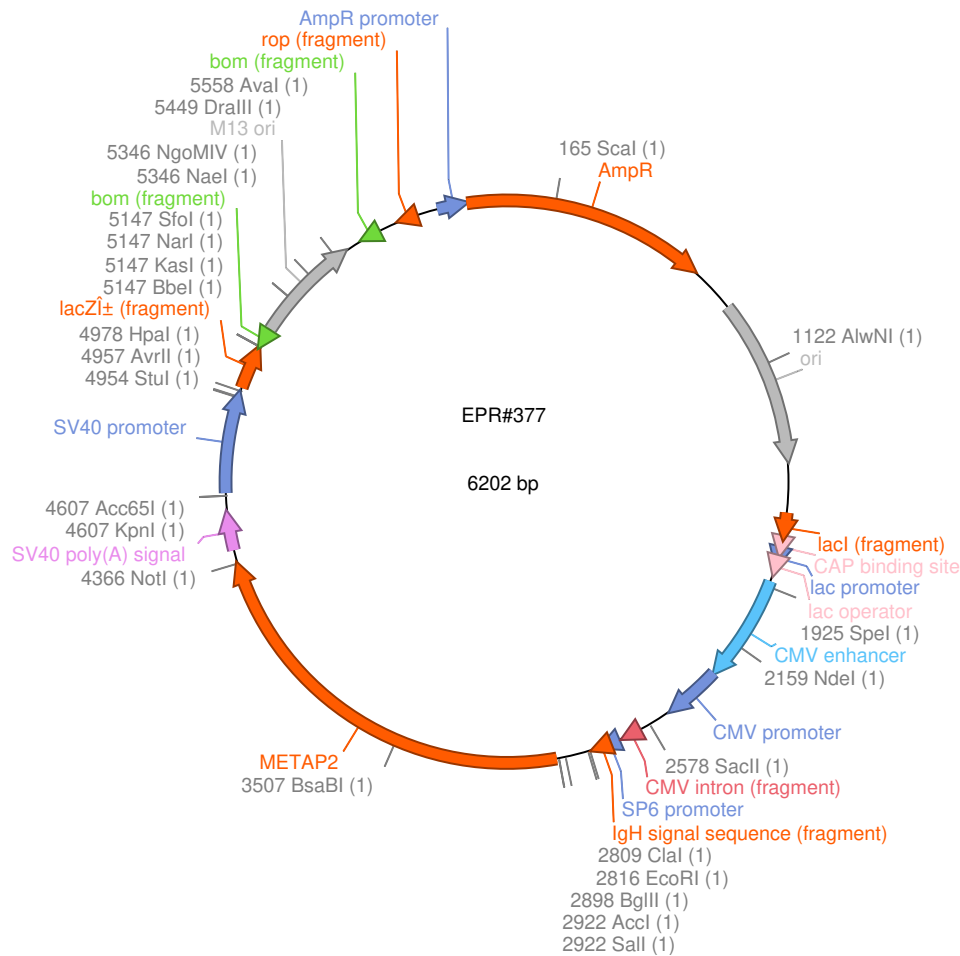 AmpR promoter
rop (fragment)
bom (fragment)
5558 AvaI (1)
5449 DraIII (1)
M13 ori
5346 NgoMIV (1)
5346 NaeI (1)
bom (fragment)
5147 SfoI (1)
5147 NarI (1)
5147 KasI (1)
5147 BbeI (1)
lacZÎ± (fragment)
4978 HpaI (1)
4957 AvrII (1)
4954 StuI (1)
SV40 promoter
4607 Acc65I (1)
4607 KpnI (1)
SV40 poly(A) signal
4366 NotI (1)
METAP2
3507 BsaBI (1)
EPR#377
6202 bp
165 ScaI (1)
AmpR
1122 AlwNI (1)
ori
lacI (fragment)
CAP binding site
lac promoter
lac operator
1925 SpeI (1)
CMV enhancer
2159 NdeI (1)
CMV promoter
2578 SacII (1)
CMV intron (fragment)
SP6 promoter
IgH signal sequence (fragment)
2809 ClaI (1)
2816 EcoRI (1)
2898 BglII (1)
2922 AccI (1)
2922 SalI (1)